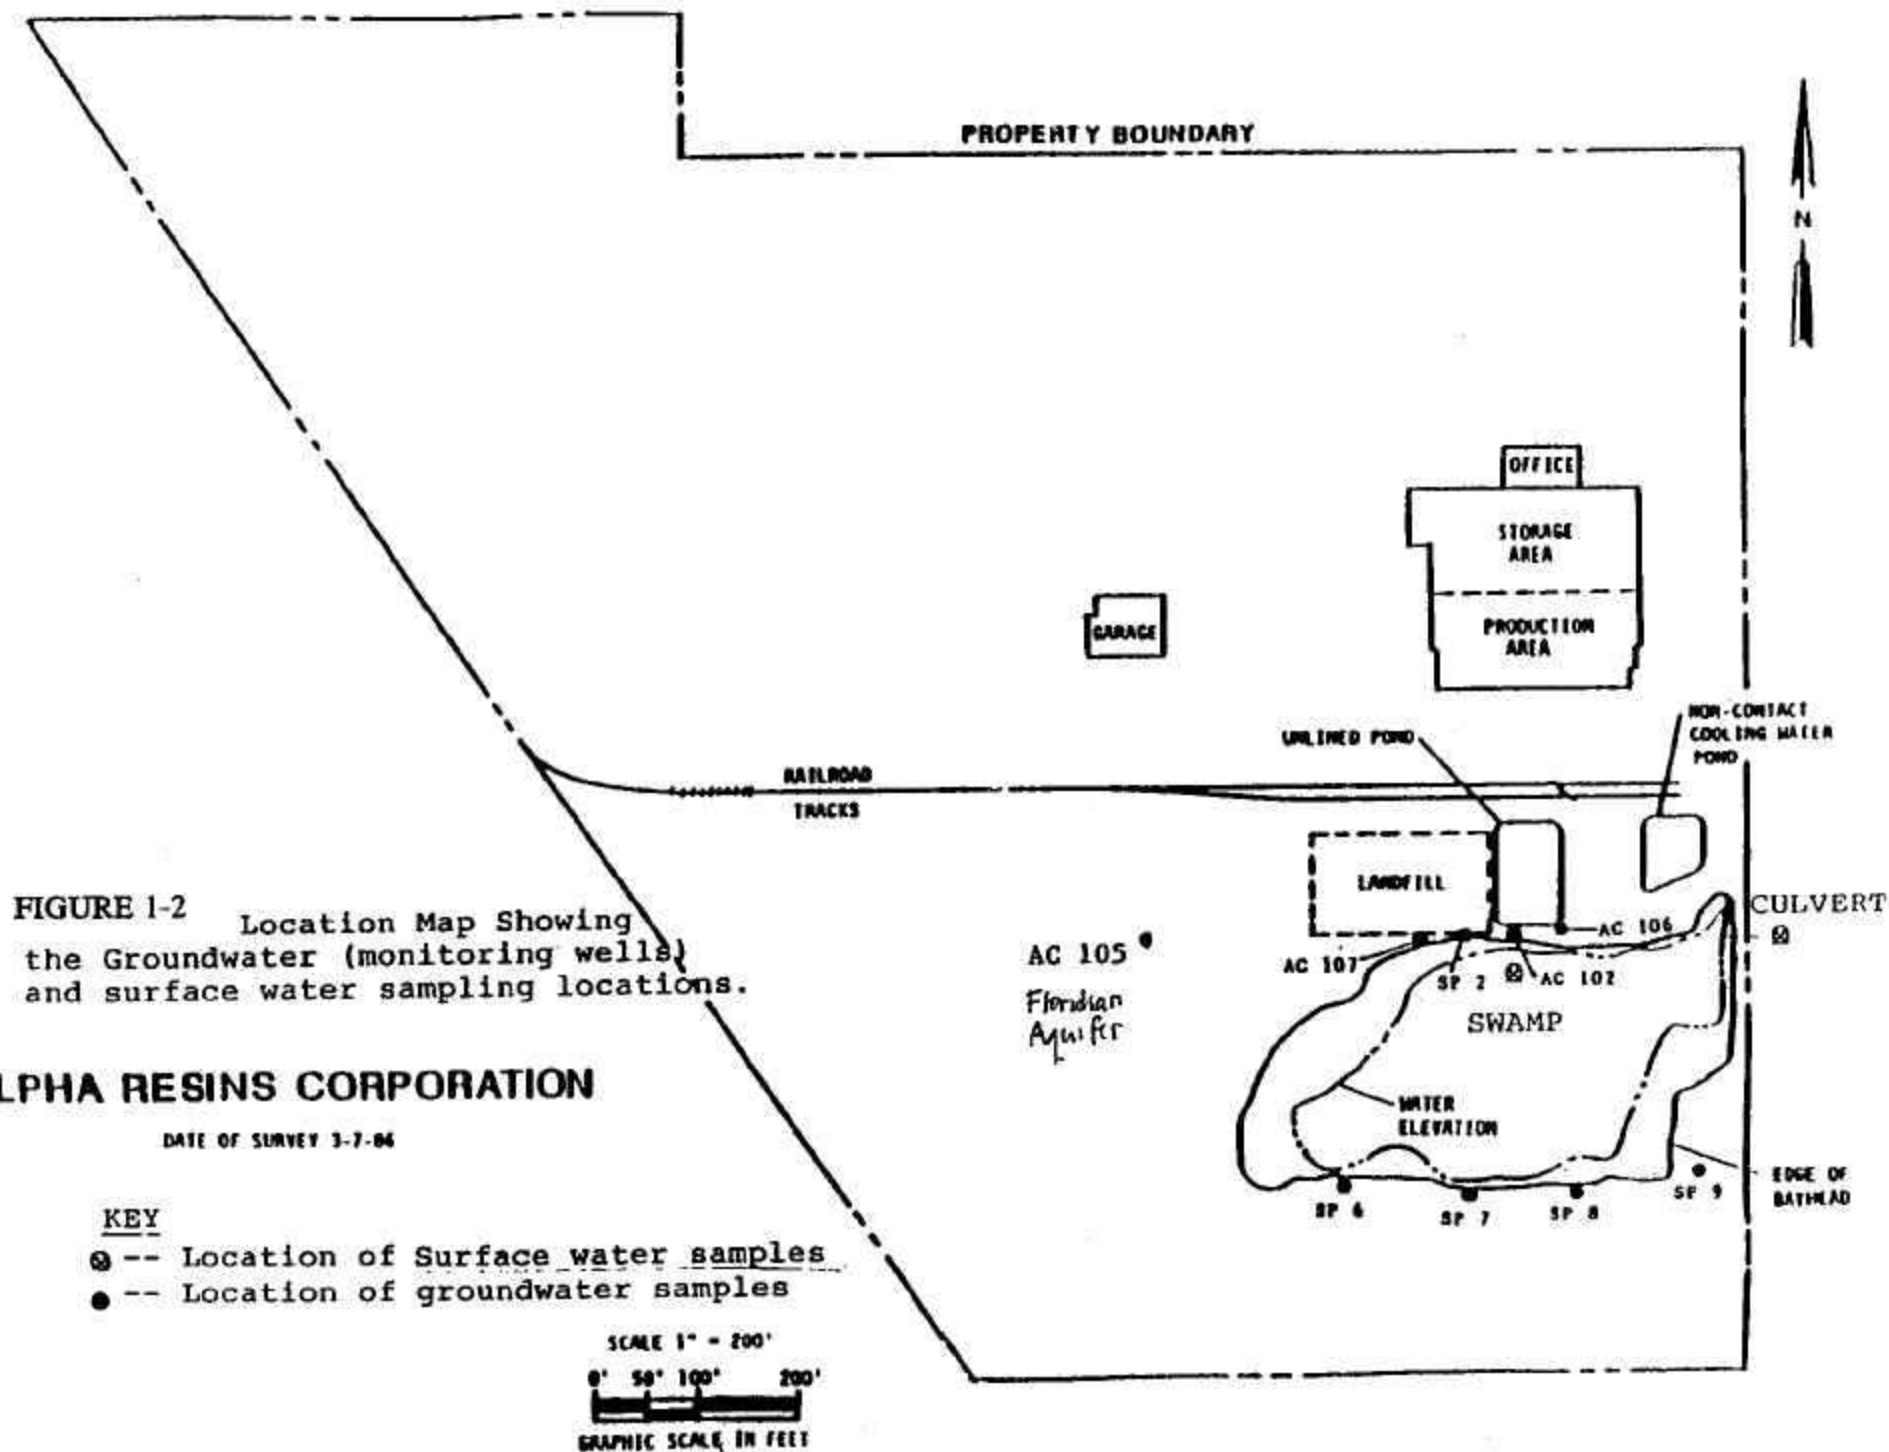 PROPERTY BOUNDARY
N
OFFICE
STORAGE
AREA
PRODUCTION
AREA
GARAGE
NON-CONTACT
COOLING WATER
POND
UNLINED POND
RAILROAD
TRACKS
LANDFILL
CULVERT
AC 106
AC 107
SP 2
AC 102
AC 105
Floridian
Aquifer
SWAMP
WATER
ELEVATION
EDGE OF
BAYHEAD
SP 6
SP 7
SP 8
SP 9
FIGURE 1-2 Location Map Showing
the Groundwater (monitoring wells)
and surface water sampling locations.
LPHA RESINS CORPORATION
DATE OF SURVEY 3-7-86
KEY
-- Location of Surface water samples
-- Location of groundwater samples
SCALE 1" = 200'
0' 50' 100' 200'
GRAPHIC SCALE IN FEET